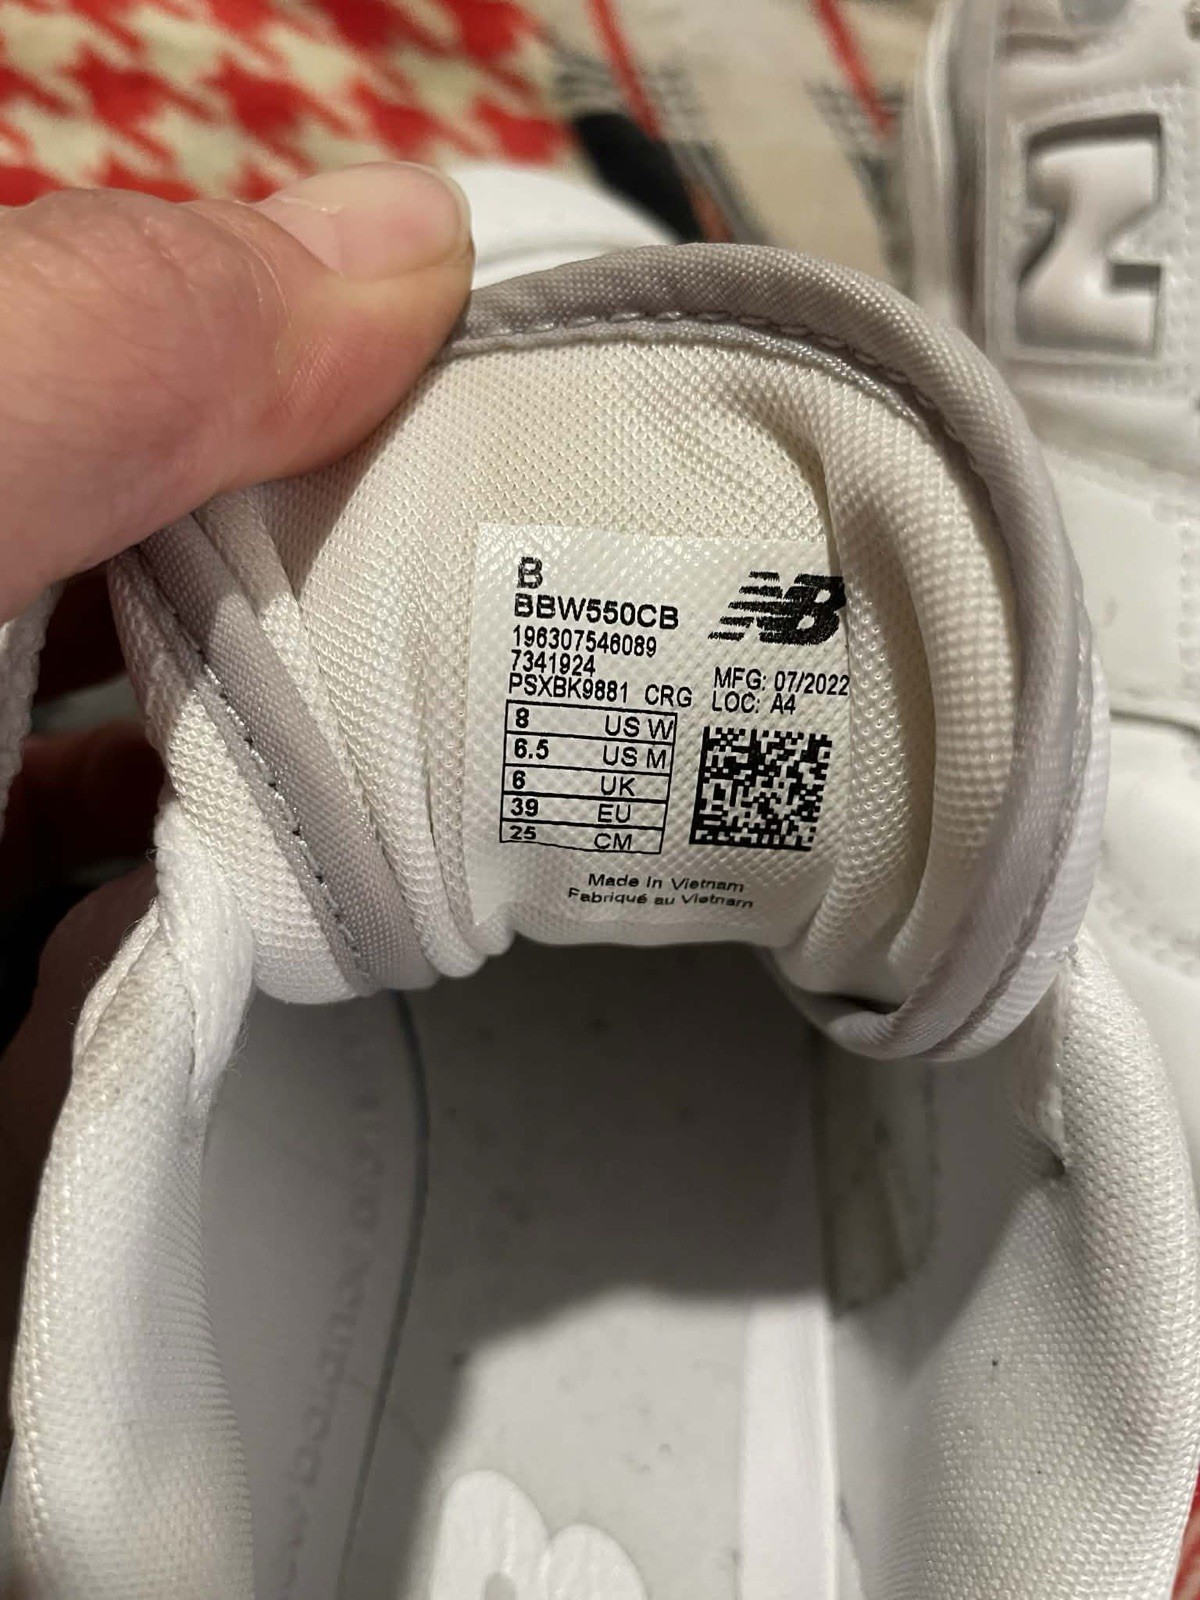 B
BBW550CB
196307546089
7341924
PSXBK9881 CRG
NB
MFG: 07/2022
LOC: A4
8 US W
6.5 US M
6 UK
39 EU
25 CM
Made in Vietnam
Fabriqué au Vietnam
N